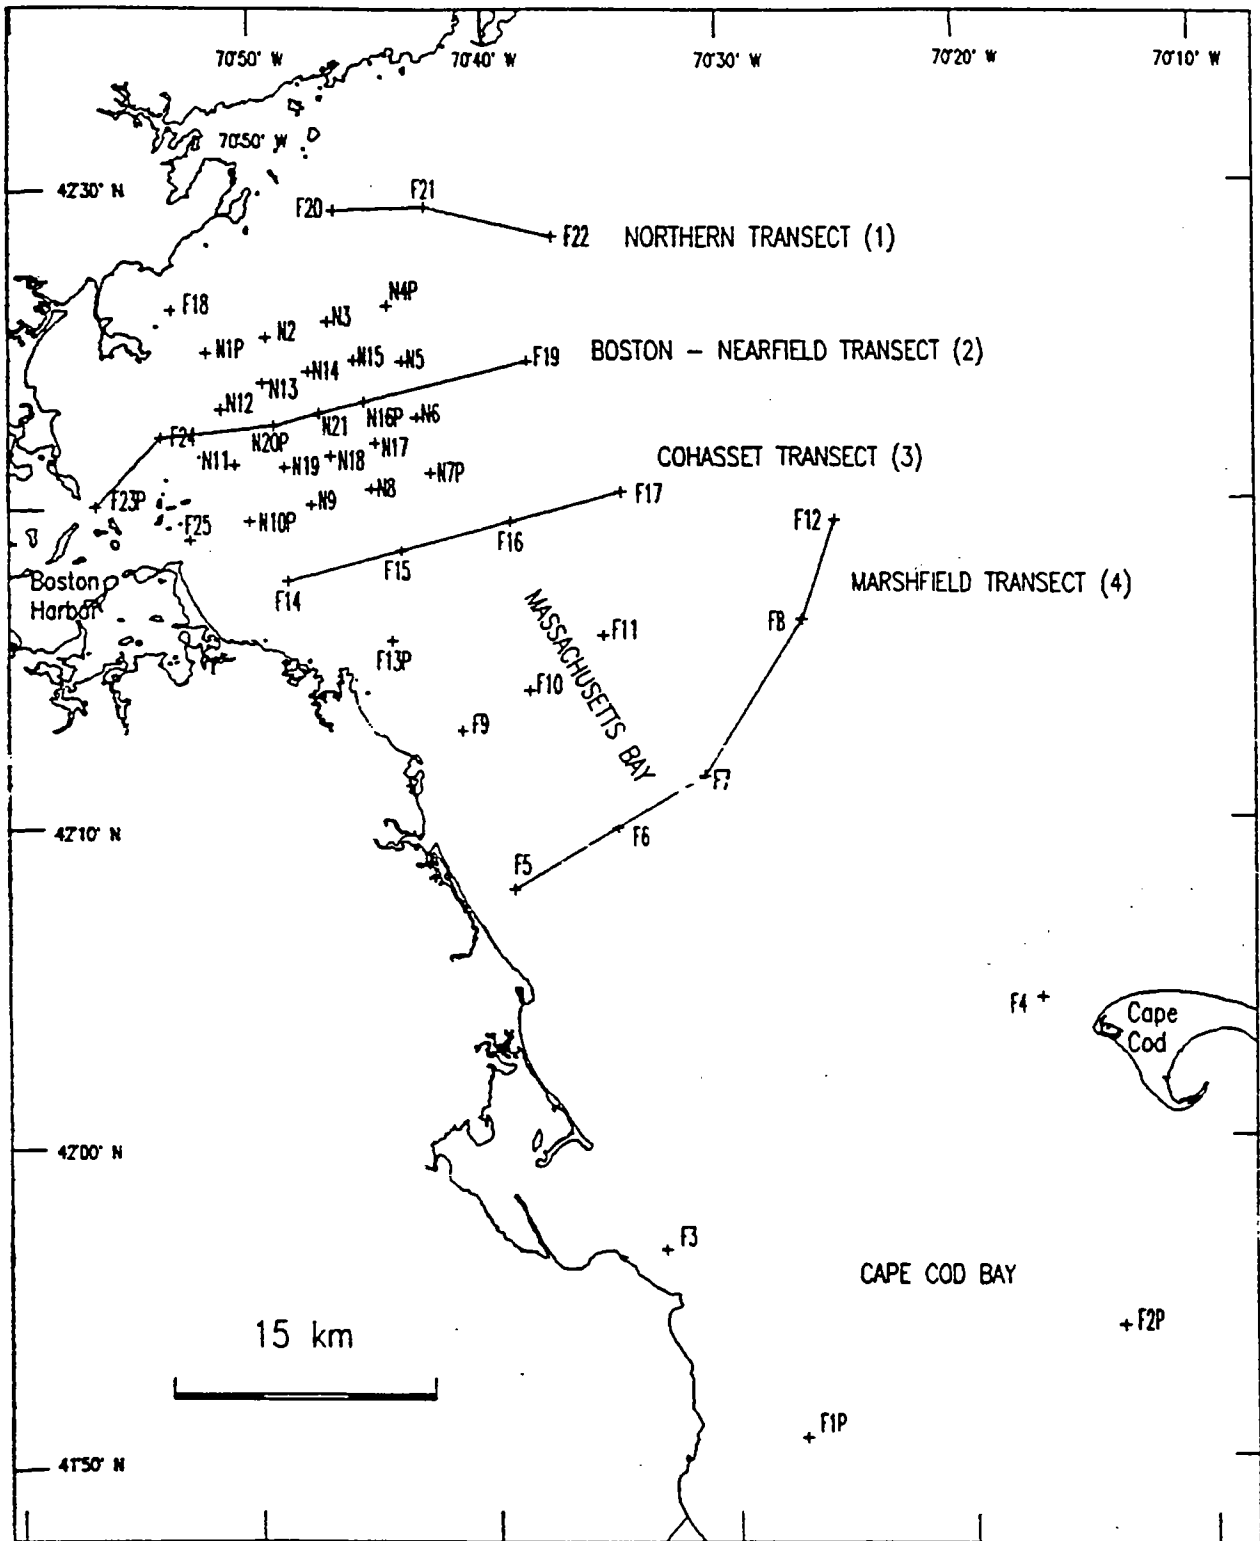 70°50' W
70°40' W
70°30' W
70°20' W
70°10' W
70°50' W
42°30' N
F20
F21
F22
NORTHERN TRANSECT (1)
F18
N1P
N2
N3
N4P
N12
N13
N14
N15
N5
F19
BOSTON - NEARFIELD TRANSECT (2)
F24
N20P
N21
N16P
N6
N11
N19
N18
N17
N7P
COHASSET TRANSECT (3)
F23P
F25
N10P
N9
N8
F17
F12
F16
F15
F14
Boston
Harbor
MARSHFIELD TRANSECT (4)
F8
F13P
F11
F10
F9
MASSACHUSETTS BAY
F7
42°10' N
F6
F5
F4
Cape
Cod
42°00' N
F3
CAPE COD BAY
F2P
15 km
F1P
41°50' N